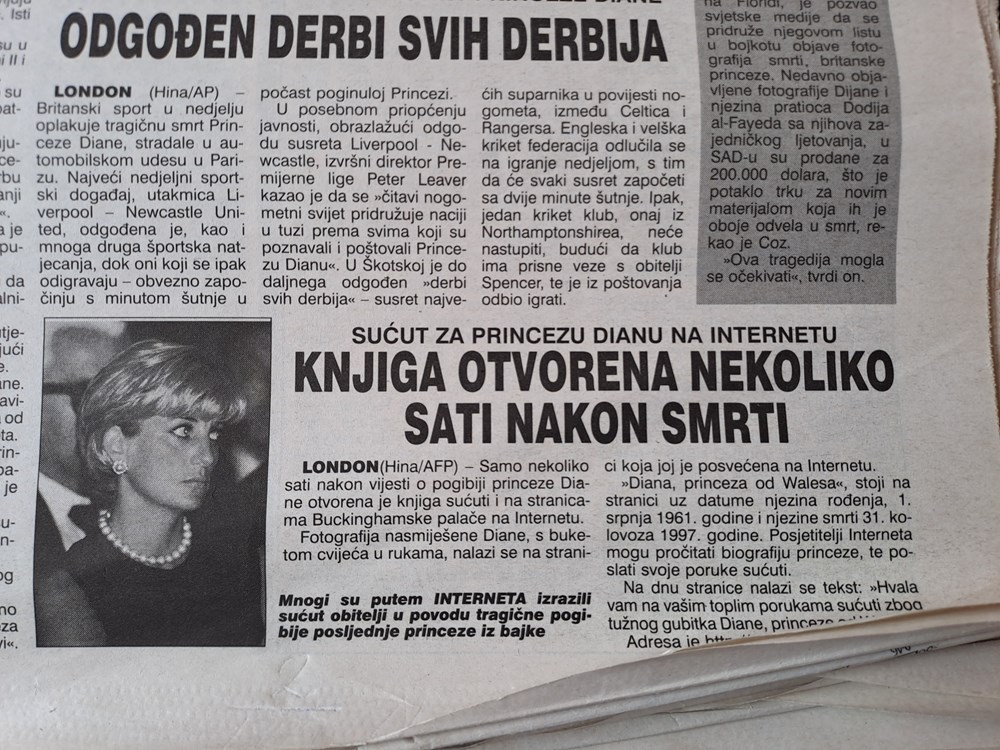 ODGOĐEN DERBI SVIH DERBIJA
LONDON (Hina/AP) –
Britanski sport u nedjelju
oplakuje tragičnu smrt Prin-
ceze Diane, stradale u au-
tomobilskom udesu u Pari-
zu. Najveći nedjeljni sport-
ski događaj, utakmica Li-
verpool – Newcastle Uni-
ted, odgođena je, kao i
mnoga druga športska nat-
jecanja, dok oni koji se ipak
odigravaju – obvezno zapo-
činju s minutom šutnje u
počast poginuloj Princezi.
U posebnom priopćenju
javnosti, obrazlažući odgo-
du susreta Liverpool - Ne-
wcastle, izvršni direktor Pre-
mijerne lige Peter Leaver
kazao je da se »čitavi nogo-
metni svijet pridružuje naciji
u tuzi prema svima koji su
poznavali i poštovali Prince-
zu Dianu«. U Škotskoj je do
daljnega odgođen »derbi
svih derbija« – susret najve-
ćih suparnika u povijesti no-
gometa, između Celtica i
Rangersa. Engleska i velška
kriket federacija odlučila se
na igranje nedjeljom, s tim
da će svaki susret započeti
sa dvije minute šutnje. Ipak,
jedan kriket klub, onaj iz
Northamptonshirea, neće
nastupiti, budući da klub
ima prisne veze s obitelji
Spencer, te je iz poštovanja
odbio igrati.
na Floridi, je pozvao
svjetske medije da se
pridruže njegovom listu
u bojkotu objave foto-
grafija smrti, britanske
princeze. Nedavno obja-
vljene fotografije Dijane i
njezina pratioca Dodija
al-Fayeda sa njihova za-
jedničkog ljetovanja, u
SAD-u su prodane za
200.000 dolara, što je
potaklo trku za novim
materijalom koja ih je
oboje odvela u smrt, re-
kao je Coz.
»Ova tragedija mogla
se očekivati«, tvrdi on.
SUĆUT ZA PRINCEZU DIANU NA INTERNETU
KNJIGA OTVORENA NEKOLIKO
SATI NAKON SMRTI
LONDON(Hina/AFP) – Samo nekoliko
sati nakon vijesti o pogibiji princeze Dia-
ne otvorena je knjiga sućuti i na stranica-
ma Buckinghamske palače na Internetu.
Fotografija nasmiješene Diane, s buke-
tom cvijeća u rukama, nalazi se na strani-
ci koja joj je posvećena na Internetu.
»Diana, princeza od Walesa«, stoji na
stranici uz datume njezina rođenja, 1.
srpnja 1961. godine i njezine smrti 31. ko-
lovoza 1997. godine. Posjetitelji Interneta
mogu pročitati biografiju princeze, te po-
slati svoje poruke sućuti.
Na dnu stranice nalazi se tekst: »Hvala
vam na vašim toplim porukama sućuti zbog
tužnog gubitka Diane, princeze
Adresa je
Mnogi su putem INTERNETA izrazili
sućut obitelji u povodu tragične pogi-
bije posljednje princeze iz bajke